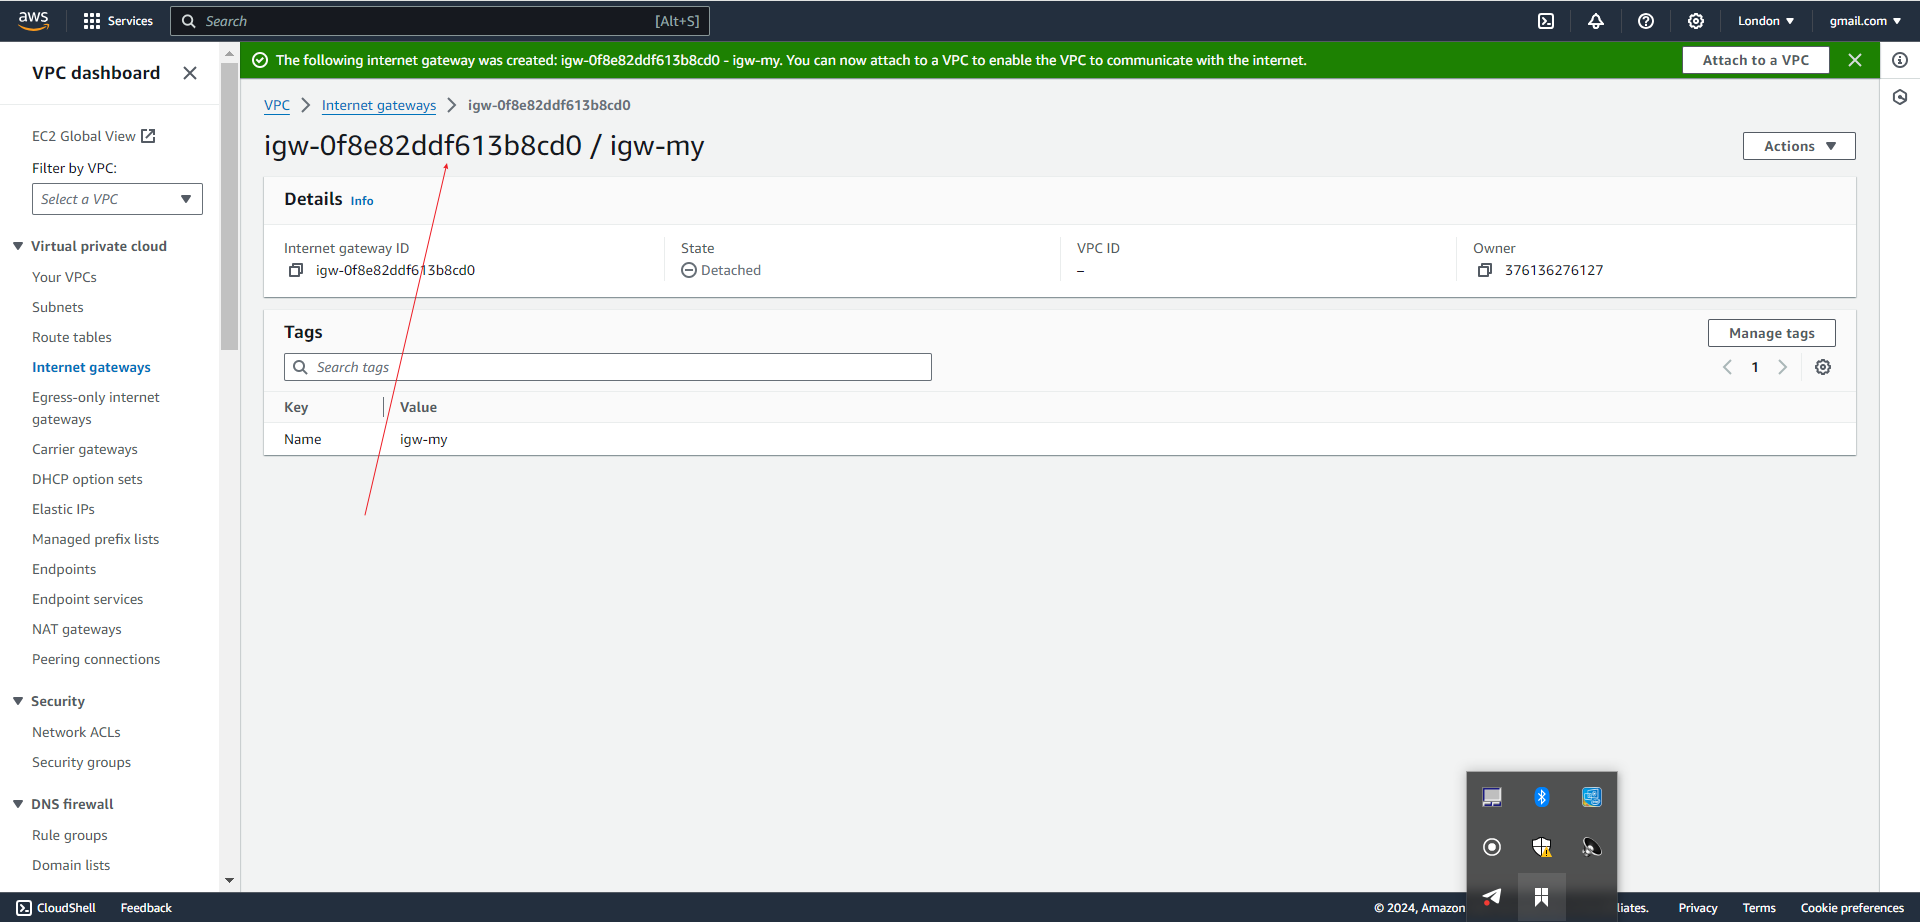 aws
Services
Search
[Alt+S]
London
gmail.com
VPC dashboard
The following internet gateway was created: igw-0f8e82ddf613b8cd0 - igw-my. You can now attach to a VPC to enable the VPC to communicate with the internet.
Attach to a VPC
VPC
Internet gateways
igw-0f8e82ddf613b8cd0
igw-0f8e82ddf613b8cd0 / igw-my
Actions
EC2 Global View
Filter by VPC:
Select a VPC
Virtual private cloud
Your VPCs
Subnets
Route tables
Internet gateways
Egress-only internet
gateways
Carrier gateways
DHCP option sets
Elastic IPs
Managed prefix lists
Endpoints
Endpoint services
NAT gateways
Peering connections
Security
Network ACLs
Security groups
DNS firewall
Rule groups
Domain lists
Details Info
Internet gateway ID
igw-0f8e82ddf613b8cd0
State
Detached
VPC ID
–
Owner
376136276127
Tags
Manage tags
Search tags
1
Key
Value
Name
igw-my
CloudShell
Feedback
© 2024, Amazon
liates.
Privacy
Terms
Cookie preferences